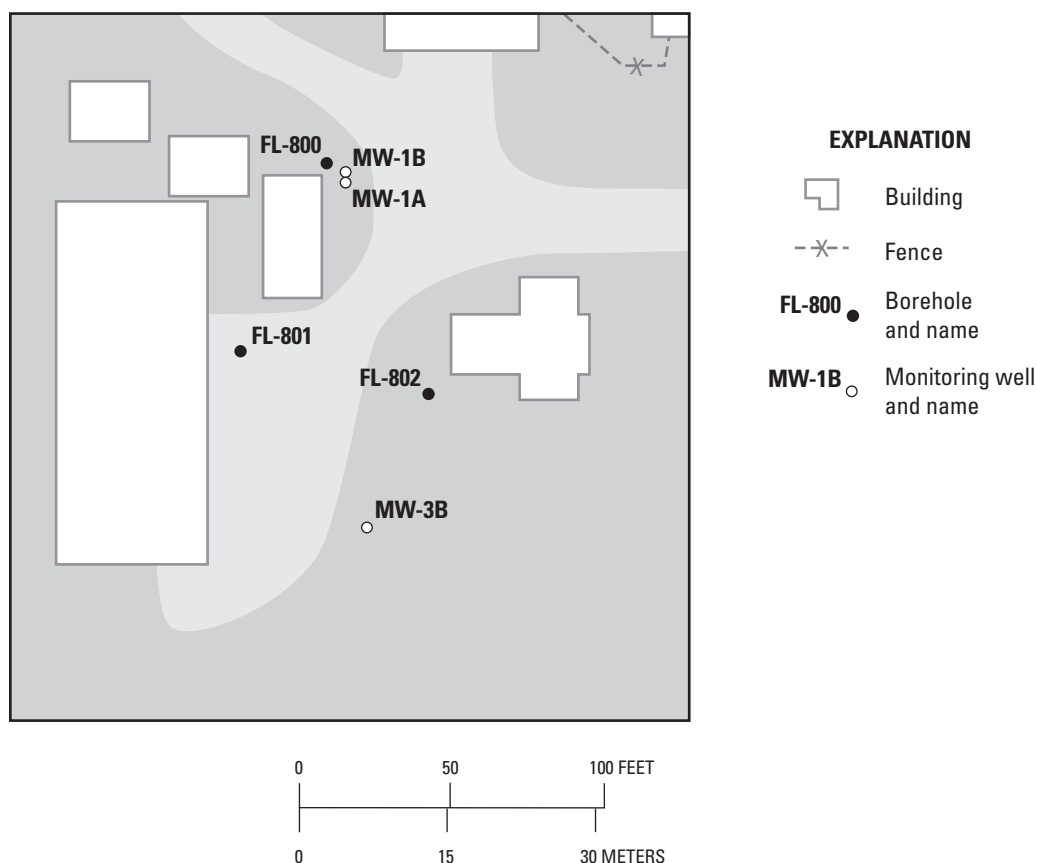 FL-800
MW-1B
MW-1A
FL-801
FL-802
MW-3B
EXPLANATION
Building
Fence
FL-800 Borehole
and name
MW-1B Monitoring well
and name
0 50 100 FEET
0 15 30 METERS